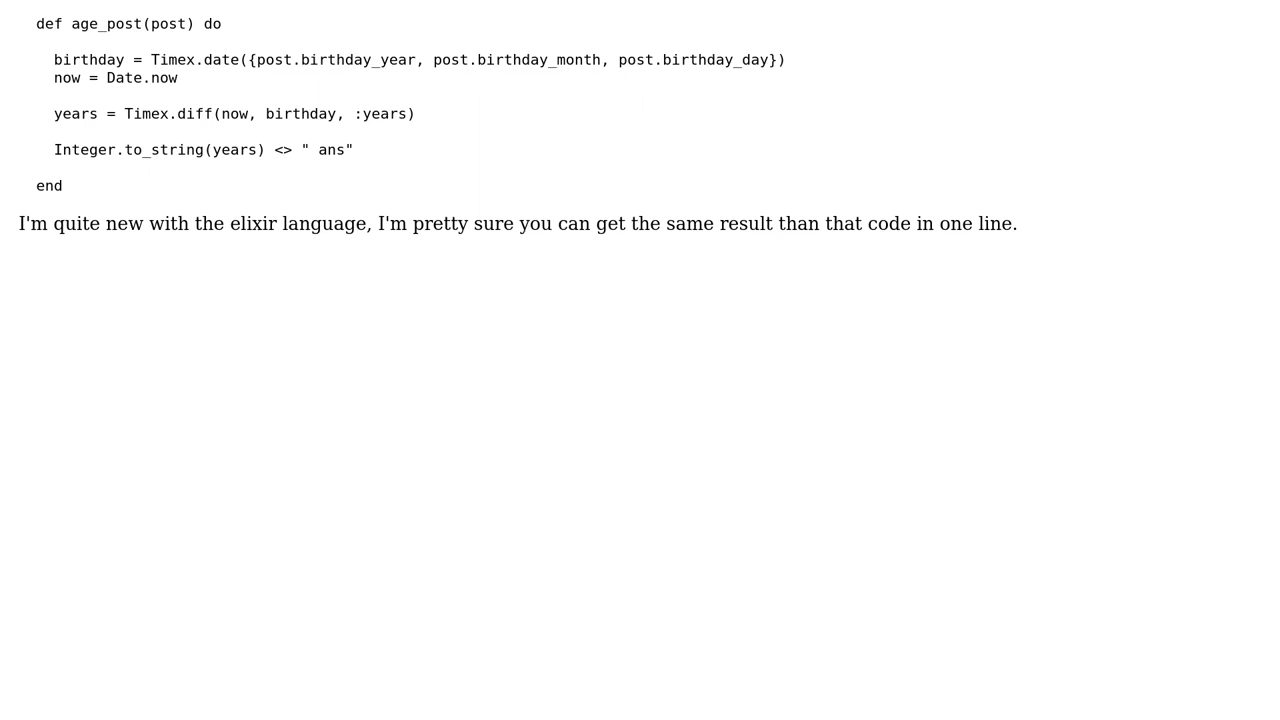 def age_post(post) do
birthday = Timex.date({post.birthday_year, post.birthday_month, post.birthday_day})
now = Date.now
years = Timex.diff(now, birthday, :years)
Integer.to_string(years) <> " ans"
end
I'm quite new with the elixir language, I'm pretty sure you can get the same result than that code in one line.